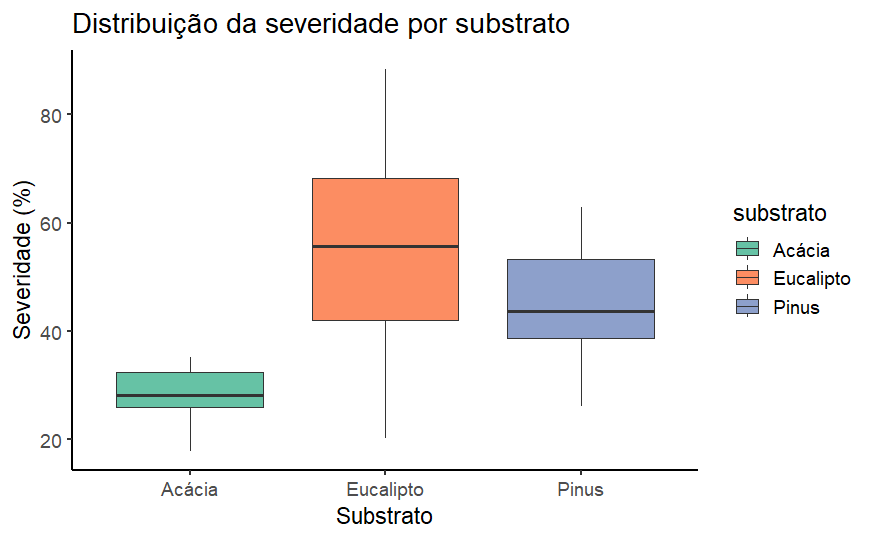 Distribuição da severidade por substrato
Severidade (%)
80
60
40
20
Acácia
Eucalipto
Pinus
Substrato
substrato
Acácia
Eucalipto
Pinus